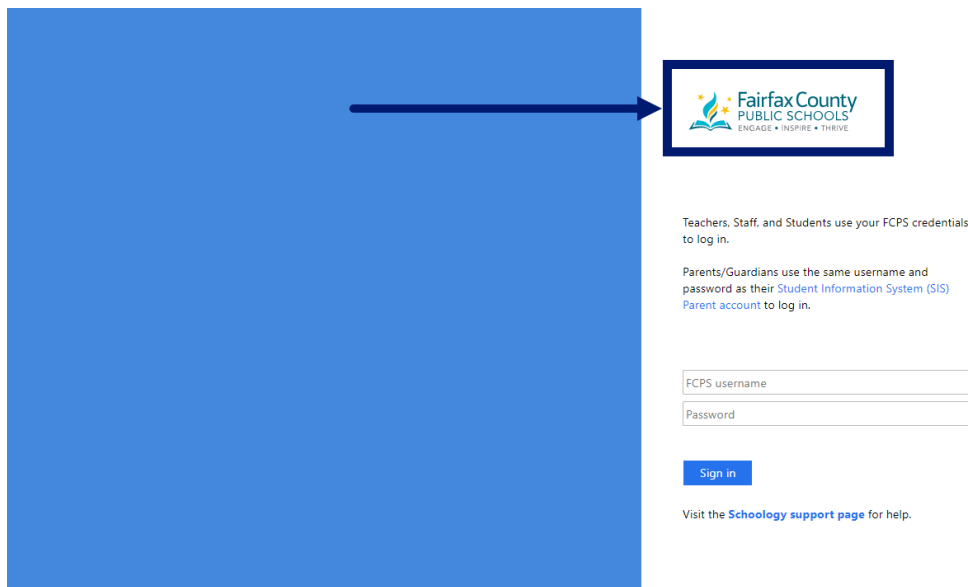 Fairfax County
PUBLIC SCHOOLS
ENGAGE • INSPIRE • THRIVE
Teachers, Staff, and Students use your FCPS credentials
to log in.
Parents/Guardians use the same username and
password as their Student Information System (SIS)
Parent account to log in.
FCPS username
Password
Sign in
Visit the Schoology support page for help.